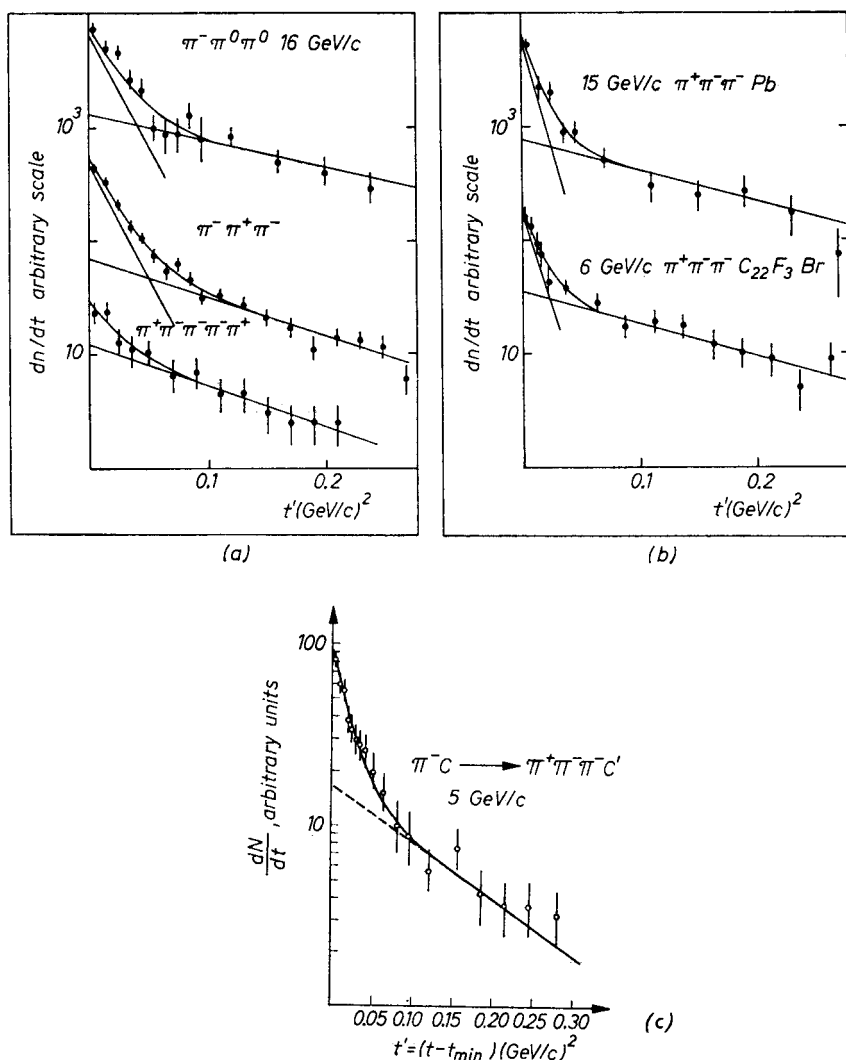 π⁻π⁰π⁰ 16 GeV/c
10³
π⁻π⁺π⁻
π⁺π⁻π⁻π⁻π⁺
10
dn/dt arbitrary scale
0.1 0.2
t'(GeV/c)²
(a)
15 GeV/c π⁺π⁻π⁻ Pb
10³
6 GeV/c π⁺π⁻π⁻ C₂₂F₃Br
10
dn/dt arbitrary scale
0.1 0.2
t'(GeV/c)²
(b)
100
π⁻C ⟶ π⁺π⁻π⁻C'
5 GeV/c
10
dN/dt, arbitrary units
0.05 0.10 0.15 0.20 0.25 0.30
t'=(t-t_min)(GeV/c)²
(c)